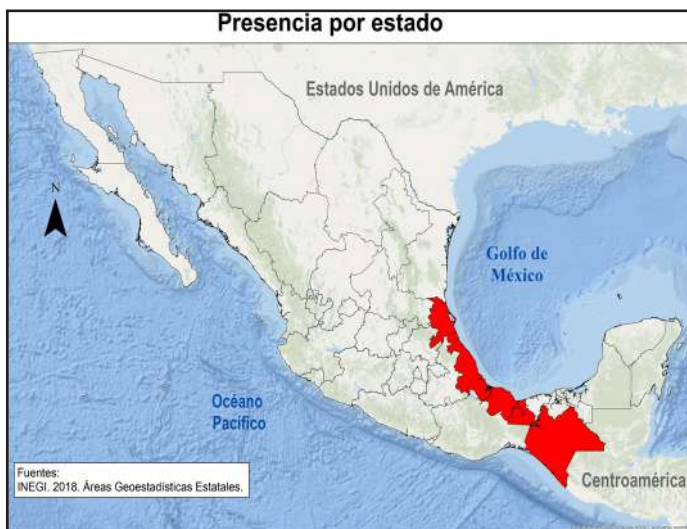 Presencia por estado
Estados Unidos de América
N
Golfo de
México
Océano
Pacífico
Centroamérica
Fuentes:
INEGI. 2018. Áreas Geoestadísticas Estatales.